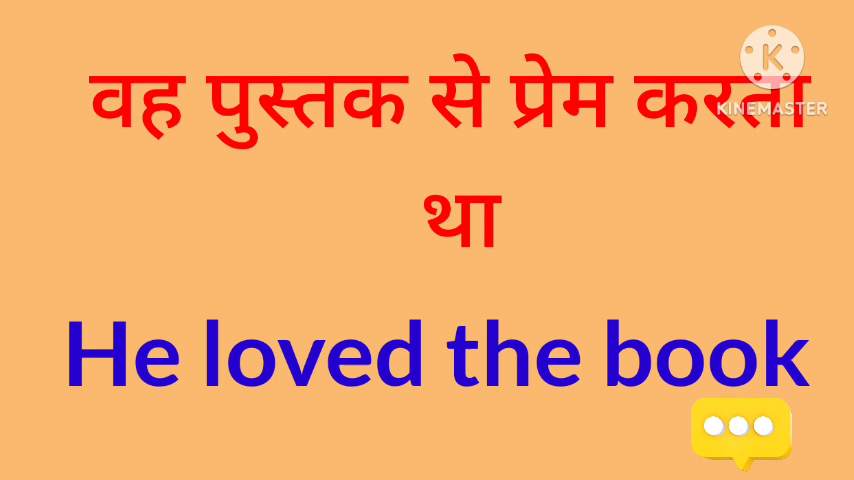 वह पुस्तक से प्रेम करता
था
He loved the book
K
KINEMASTER